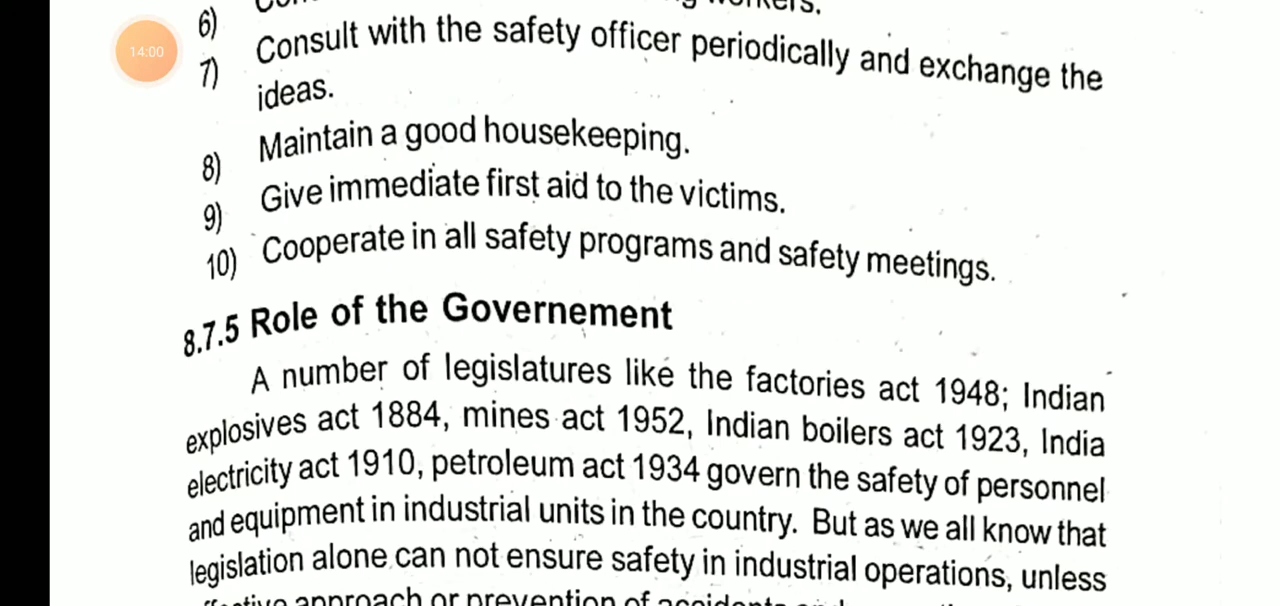 14:00
6)
7) Consult with the safety officer periodically and exchange the
ideas.
8) Maintain a good housekeeping.
9) Give immediate first aid to the victims.
10) Cooperate in all safety programs and safety meetings.
8.7.5 Role of the Governement
A number of legislatures like the factories act 1948; Indian
explosives act 1884, mines act 1952, Indian boilers act 1923, India
electricity act 1910, petroleum act 1934 govern the safety of personnel
and equipment in industrial units in the country. But as we all know that
legislation alone can not ensure safety in industrial operations, unless
approach or prevention of accidents